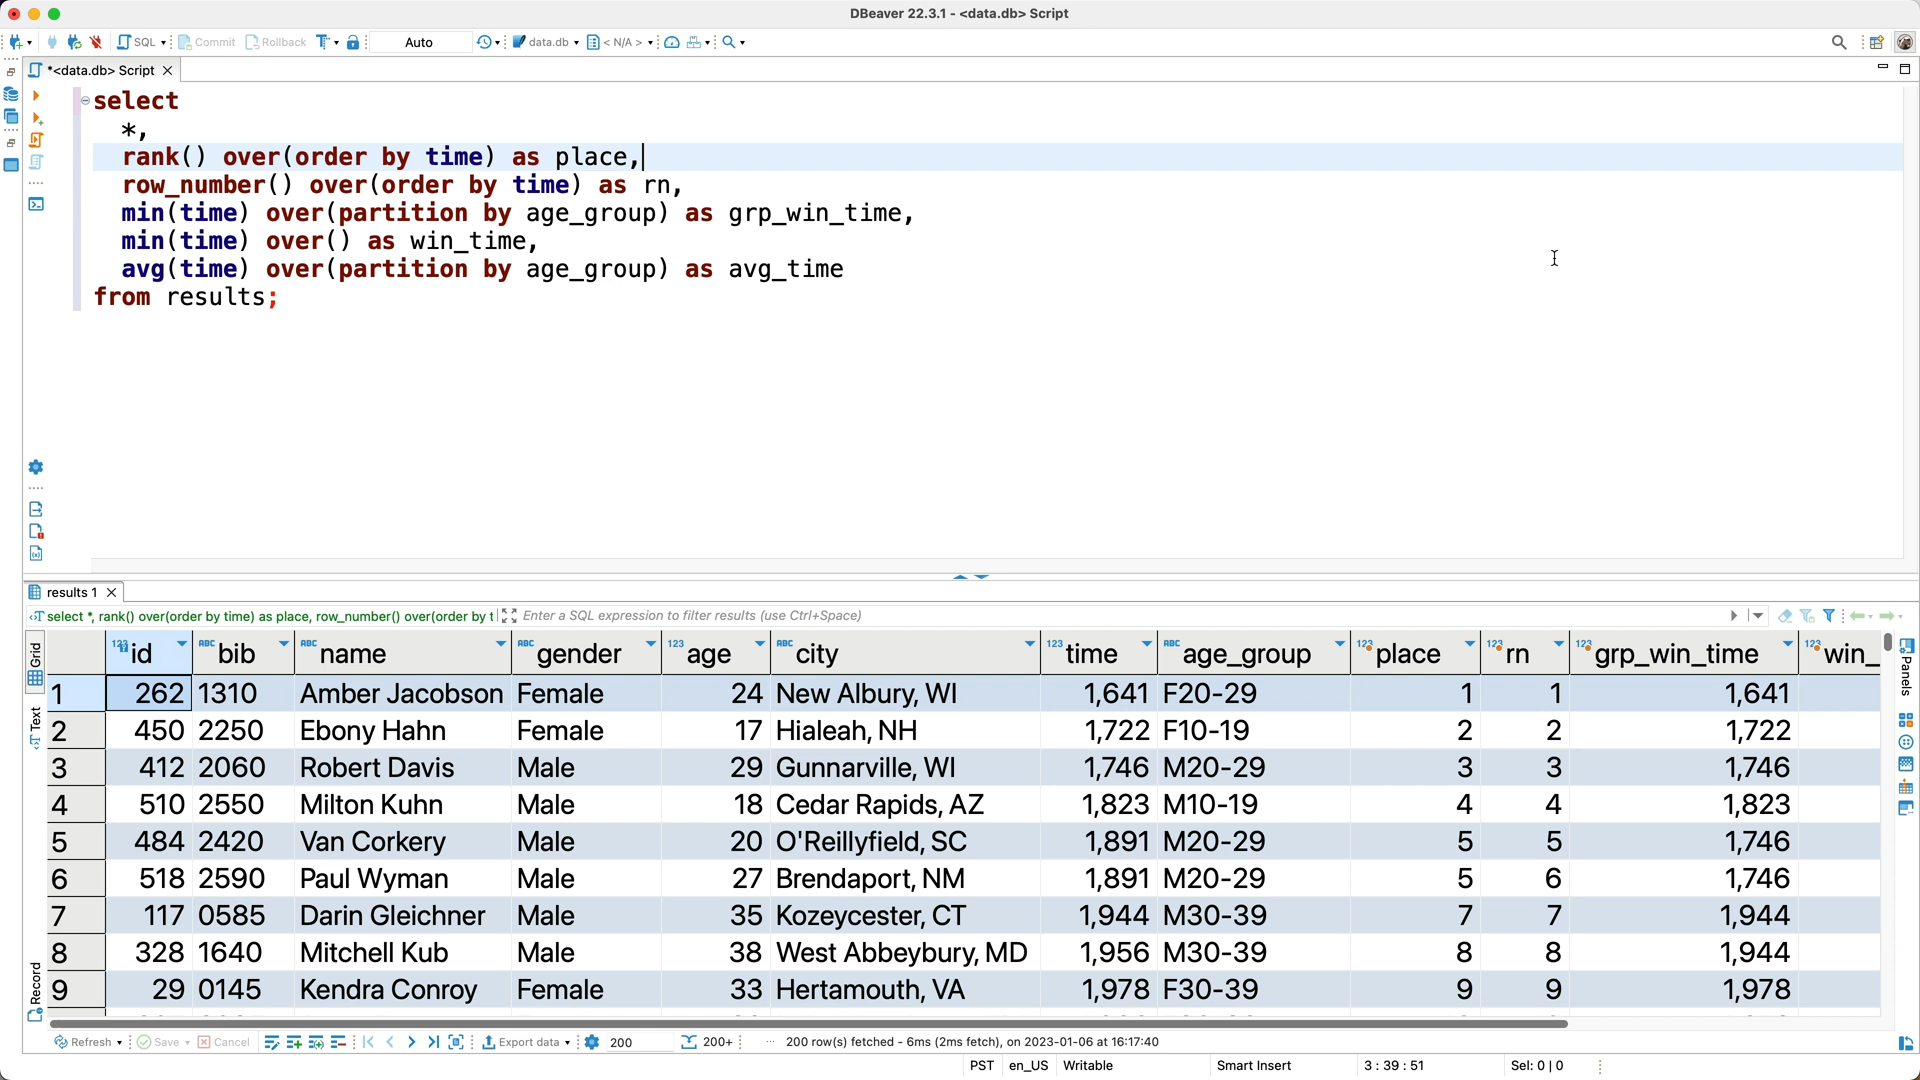 DBeaver 22.3.1 - <data.db> Script
SQL Commit Rollback Auto data.db < N/A >
*<data.db> Script
select
*,
rank() over(order by time) as place,
row_number() over(order by time) as rn,
min(time) over(partition by age_group) as grp_win_time,
min(time) over() as win_time,
avg(time) over(partition by age_group) as avg_time
from results;
results 1
select *, rank() over(order by time) as place, row_number() over(order by t Enter a SQL expression to filter results (use Ctrl+Space)
Grid
Text
Record
Panels
123 id ABC bib ABC name ABC gender 123 age ABC city 123 time ABC age_group 123 place 123 rn 123 grp_win_time 123 win_
1 262 1310 Amber Jacobson Female 24 New Albury, WI 1,641 F20-29 1 1 1,641
2 450 2250 Ebony Hahn Female 17 Hialeah, NH 1,722 F10-19 2 2 1,722
3 412 2060 Robert Davis Male 29 Gunnarville, WI 1,746 M20-29 3 3 1,746
4 510 2550 Milton Kuhn Male 18 Cedar Rapids, AZ 1,823 M10-19 4 4 1,823
5 484 2420 Van Corkery Male 20 O'Reillyfield, SC 1,891 M20-29 5 5 1,746
6 518 2590 Paul Wyman Male 27 Brendaport, NM 1,891 M20-29 5 6 1,746
7 117 0585 Darin Gleichner Male 35 Kozeycester, CT 1,944 M30-39 7 7 1,944
8 328 1640 Mitchell Kub Male 38 West Abbeybury, MD 1,956 M30-39 8 8 1,944
9 29 0145 Kendra Conroy Female 33 Hertamouth, VA 1,978 F30-39 9 9 1,978
Refresh Save Cancel Export data 200 200+ ... 200 row(s) fetched - 6ms (2ms fetch), on 2023-01-06 at 16:17:40
PST en_US Writable Smart Insert 3 : 39 : 51 Sel: 0 | 0